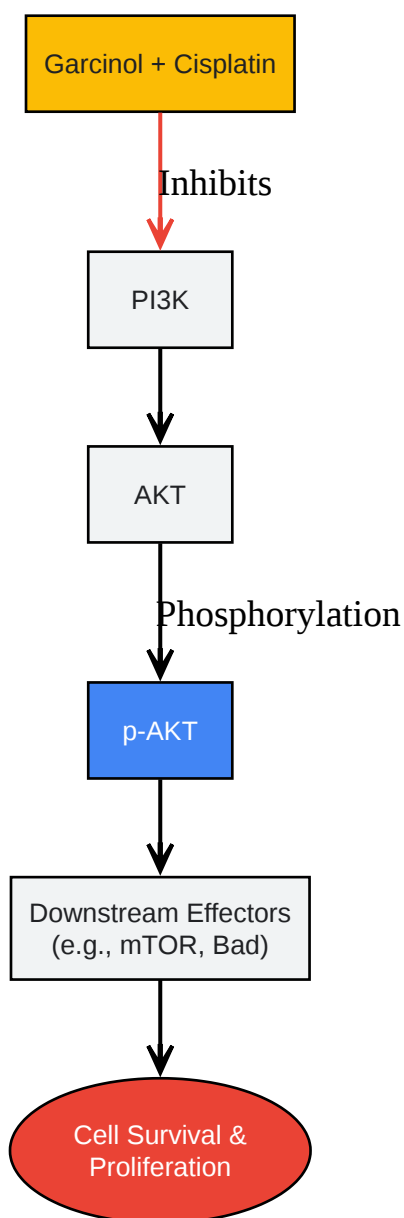 Garcinol + Cisplatin
Inhibits
PI3K
AKT
Phosphorylation
p-AKT
Downstream Effectors
(e.g., mTOR, Bad)
Cell Survival &
Proliferation